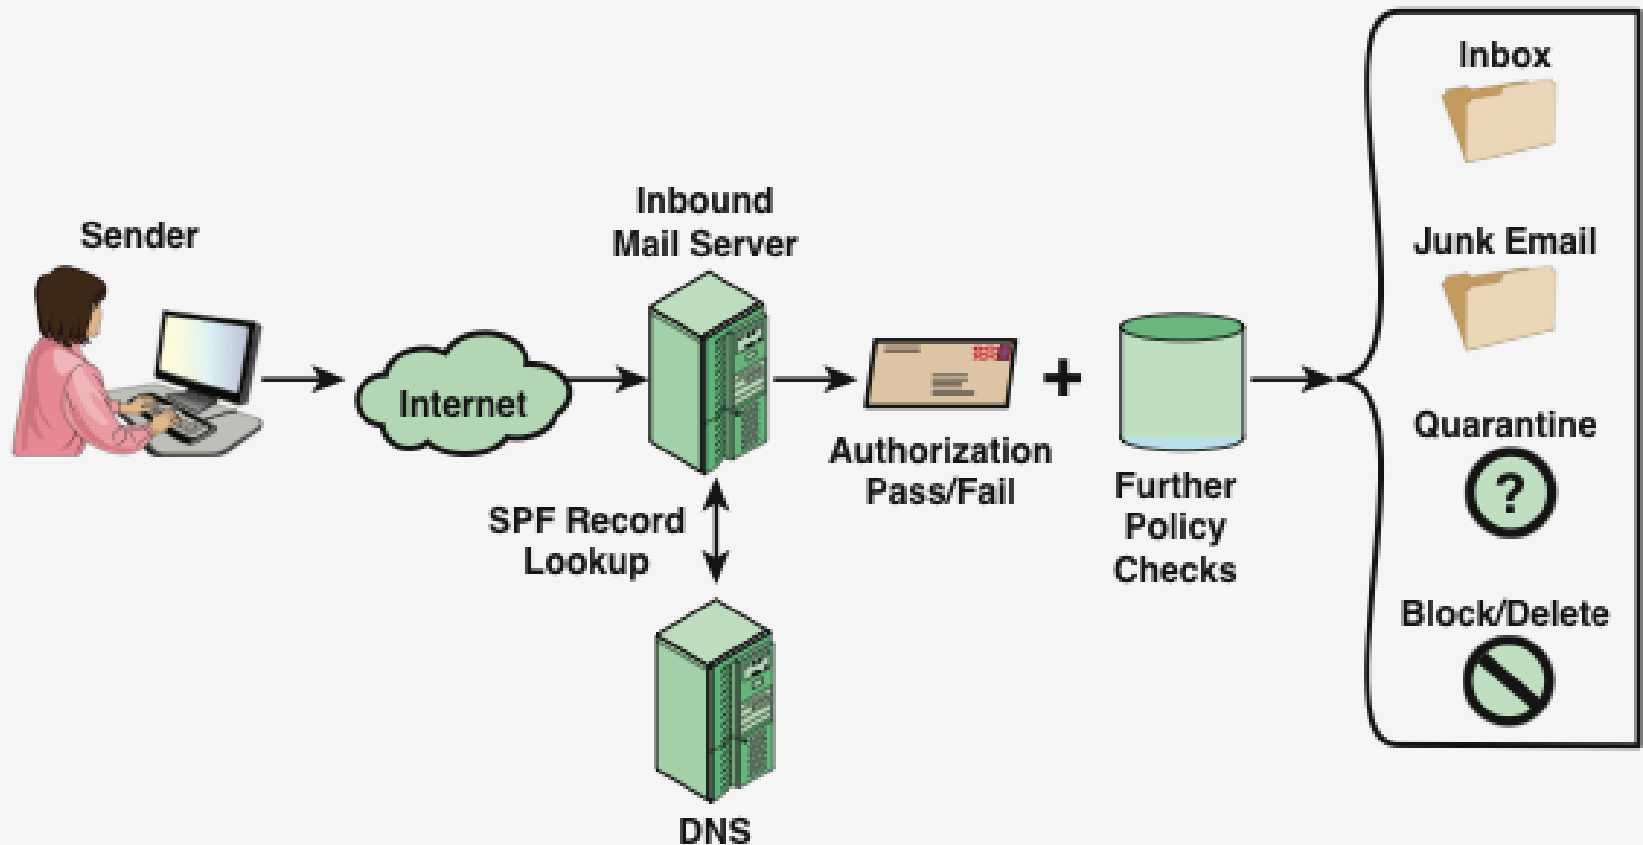 Sender
Internet
Inbound
Mail Server
SPF Record
Lookup
DNS
Authorization
Pass/Fail
+
Further
Policy
Checks
Inbox
Junk Email
Quarantine
?
Block/Delete